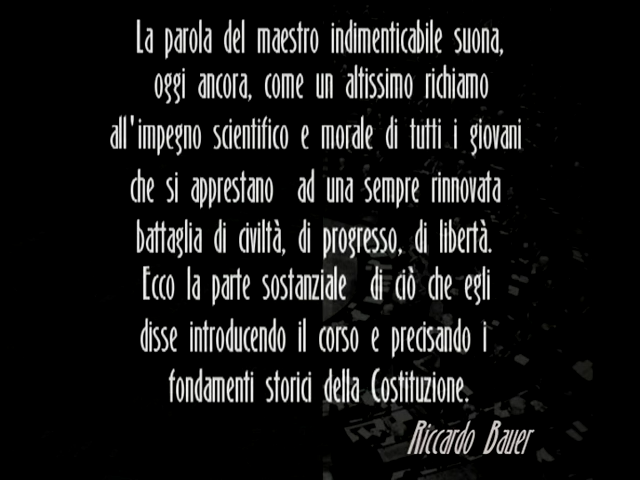 La parola del maestro indimenticabile suona,
oggi ancora, come un altissimo richiamo
all'impegno scientifico e morale di tutti i giovani
che si apprestano ad una sempre rinnovata
battaglia di civiltà, di progresso, di libertà.
Ecco la parte sostanziale di ciò che egli
disse introducendo il corso e precisando i
fondamenti storici della Costituzione.
Riccardo Bauer